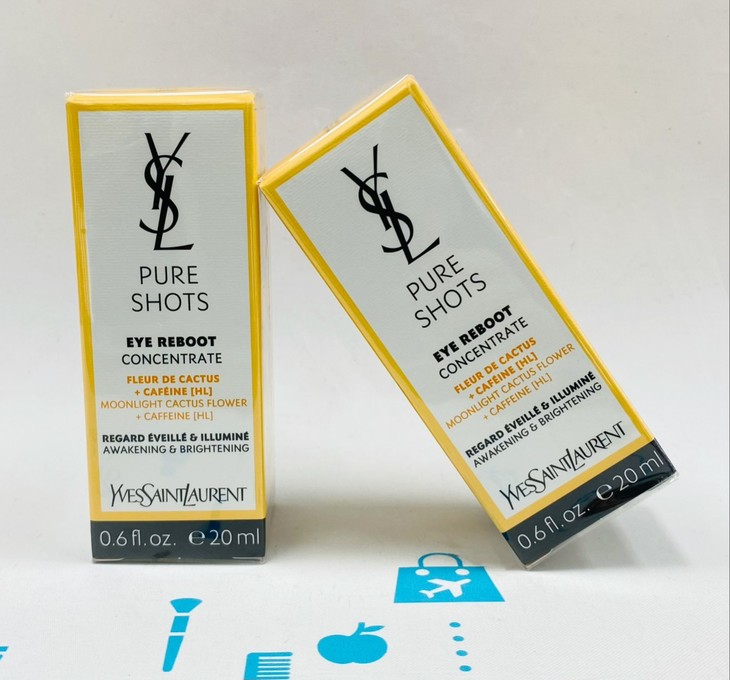 YSL
PURE
SHOTS
EYE REBOOT
CONCENTRATE
FLEUR DE CACTUS
+ CAFÉINE [HL]
MOONLIGHT CACTUS FLOWER
+ CAFFEINE [HL]
REGARD ÉVEILLÉ & ILLUMINÉ
AWAKENING & BRIGHTENING
YVESSAINTLAURENT
0.6 fl. oz. ℮ 20 ml
YSL
PURE
SHOTS
EYE REBOOT
CONCENTRATE
FLEUR DE CACTUS
+ CAFÉINE [HL]
MOONLIGHT CACTUS FLOWER
+ CAFFEINE [HL]
REGARD ÉVEILLÉ & ILLUMINÉ
AWAKENING & BRIGHTENING
YVESSAINTLAURENT
0.6 fl. oz. ℮ 20 ml